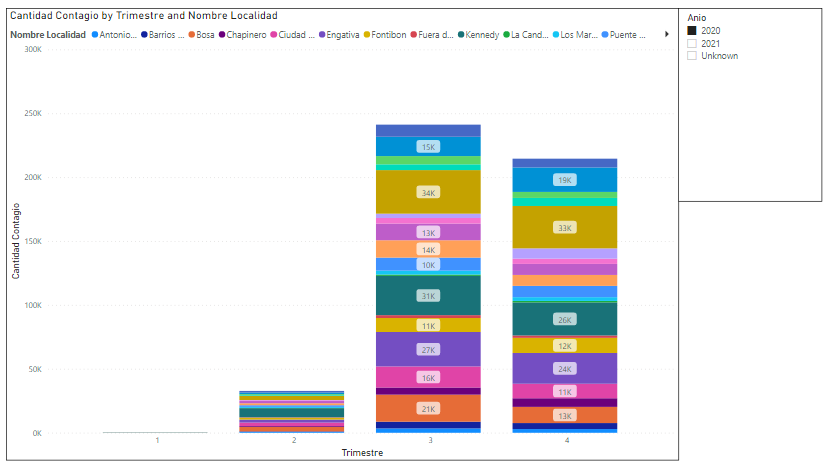 Cantidad Contagio by Trimestre and Nombre Localidad
Nombre Localidad Antonio... Barrios ... Bosa Chapinero Ciudad ... Engativa Fontibon Fuera d... Kennedy La Cand... Los Mar... Puente ...
300K
250K
200K
150K
100K
50K
0K
Cantidad Contagio
15K
34K
13K
14K
10K
31K
11K
27K
16K
21K
19K
33K
26K
12K
24K
11K
13K
1 2 3 4
Trimestre
Anio
2020
2021
Unknown